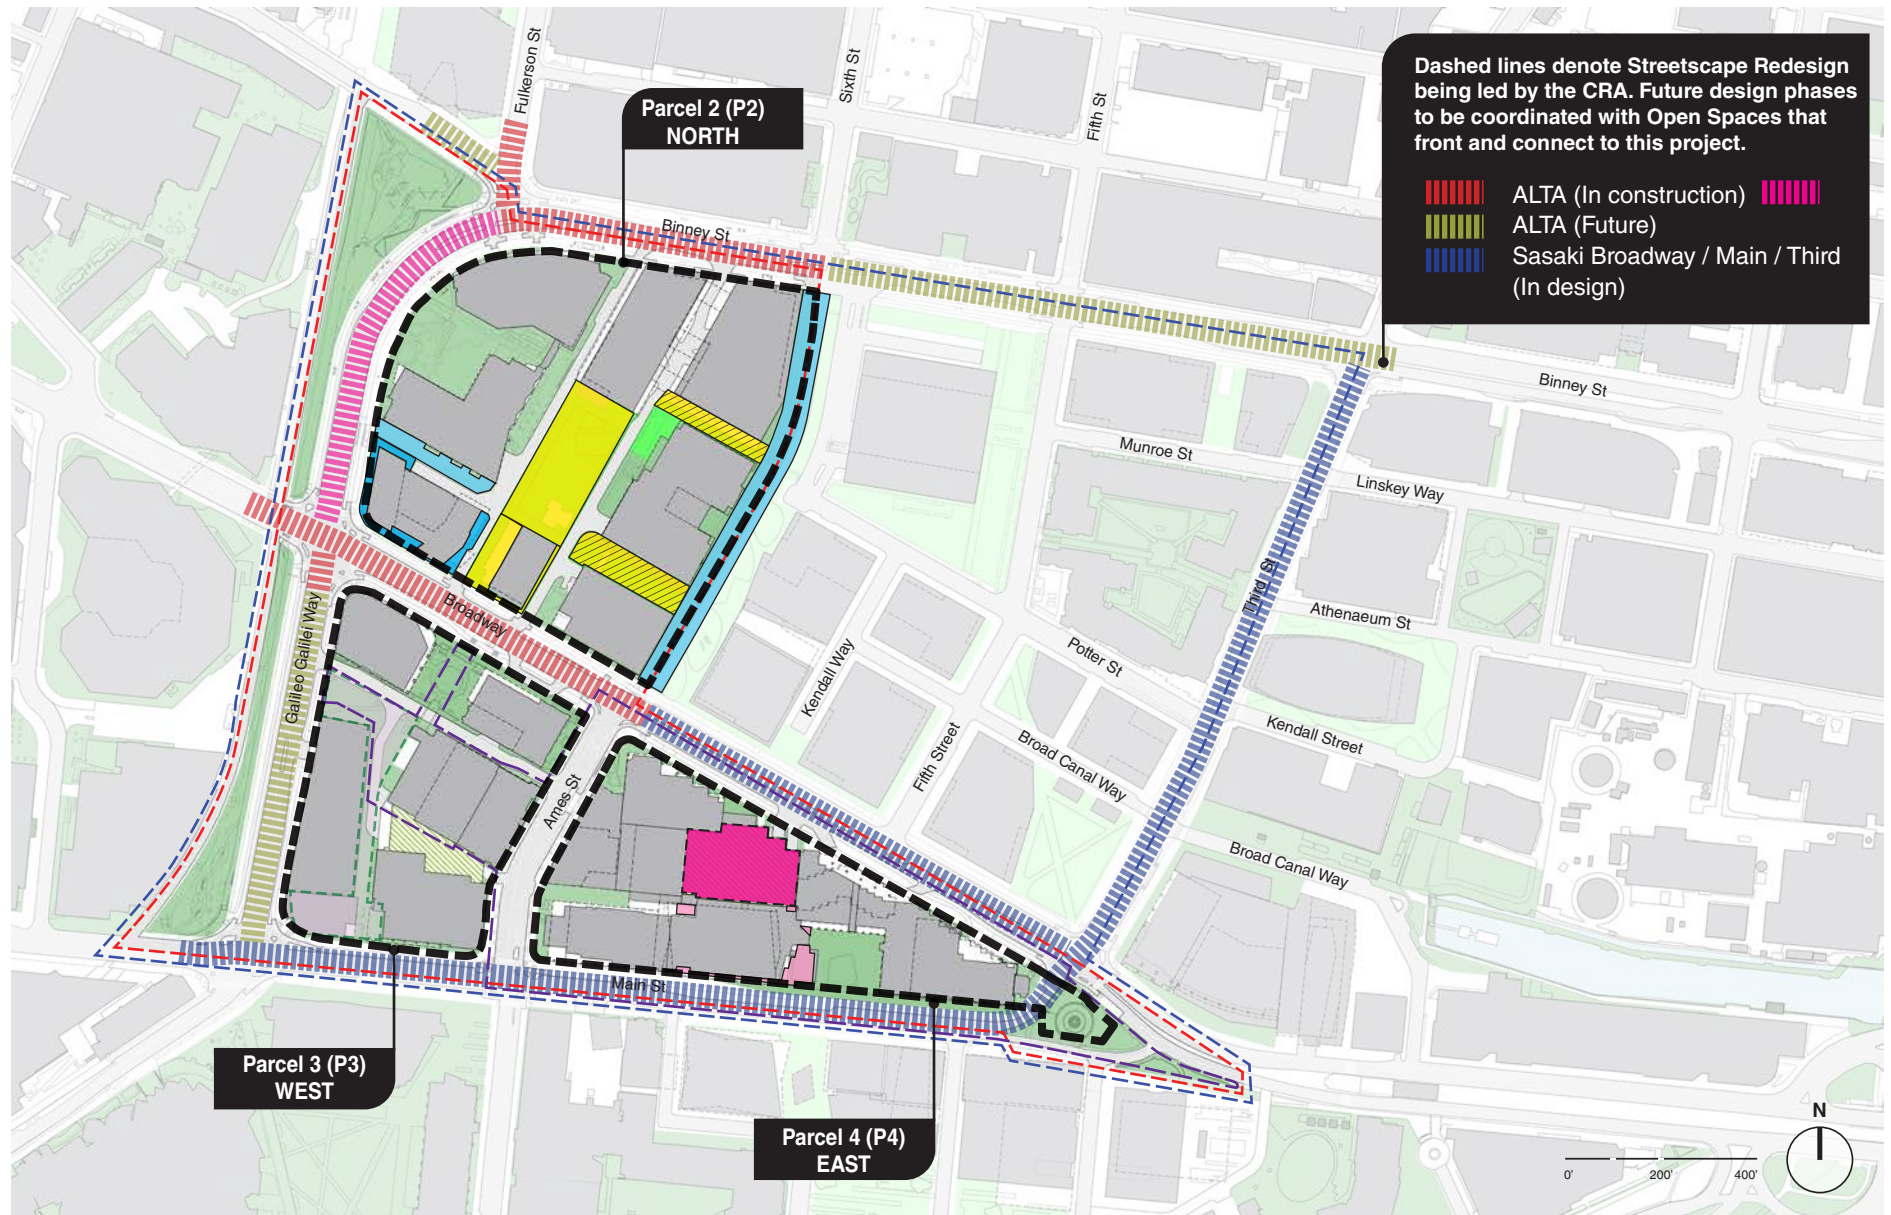 Fulkerson St
Sixth St
Fifth St
Dashed lines denote Streetscape Redesign
being led by the CRA. Future design phases
to be coordinated with Open Spaces that
front and connect to this project.
ALTA (In construction)
ALTA (Future)
Sasaki Broadway / Main / Third
(In design)
Parcel 2 (P2)
NORTH
Binney St
Binney St
Munroe St
Linskey Way
Third St
Athenaeum St
Galileo Galilei Way
Broadway
Kendall Way
Potter St
Kendall Street
Fifth Street
Broad Canal Way
Ames St
Broad Canal Way
Main St
Parcel 3 (P3)
WEST
Parcel 4 (P4)
EAST
N
0'
200'
400'